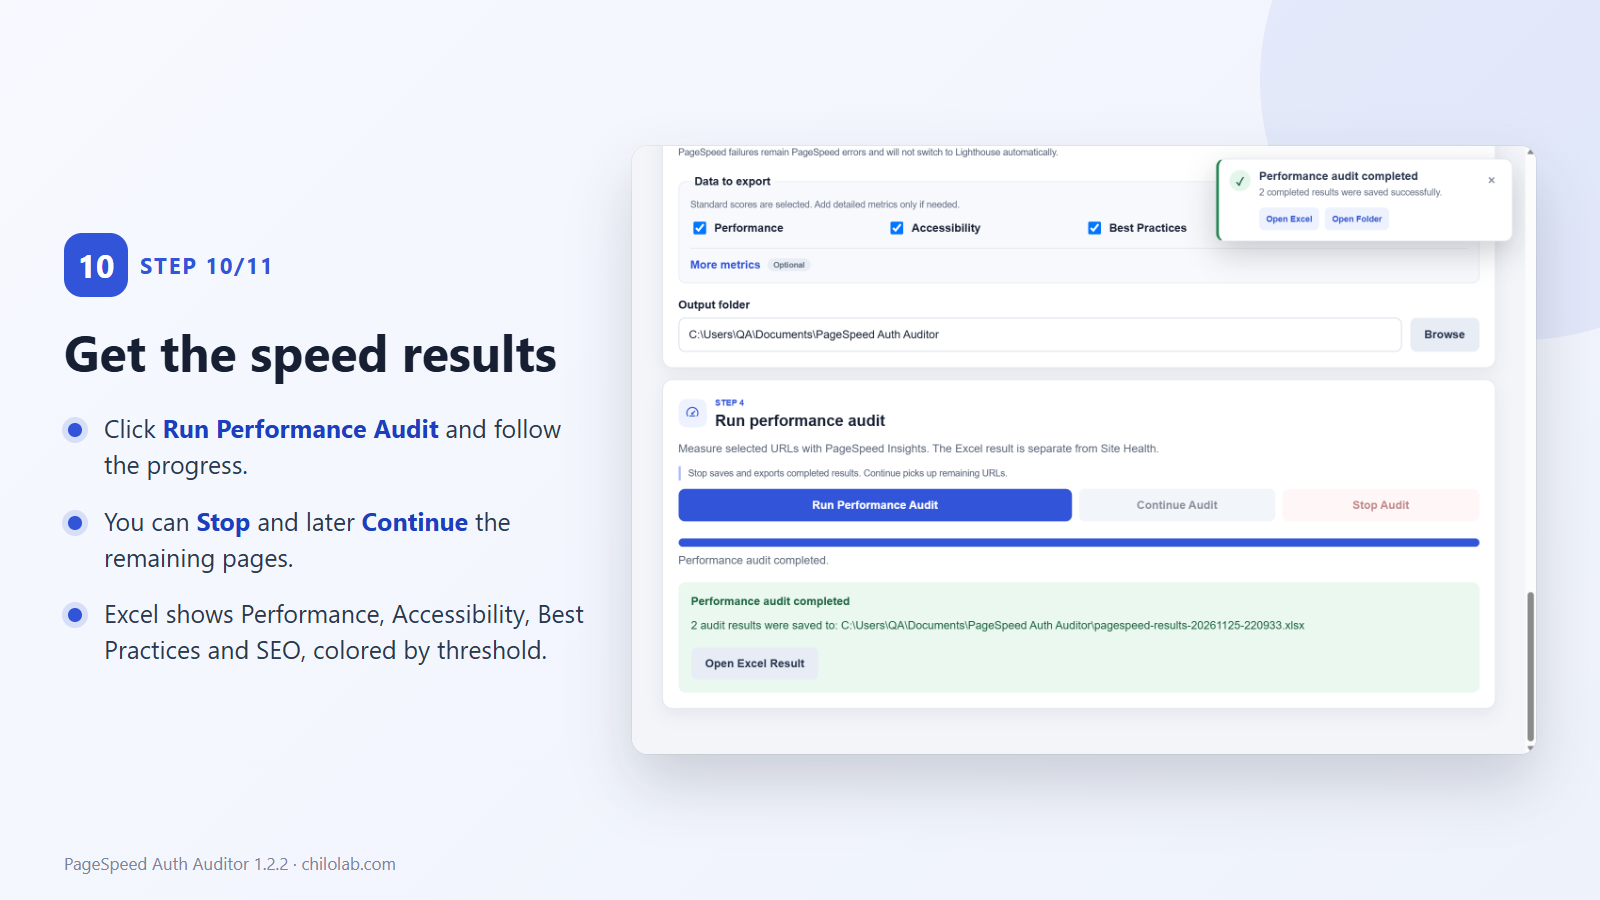 10
STEP 10/11
Get the speed results
Click Run Performance Audit and follow
the progress.
You can Stop and later Continue the
remaining pages.
Excel shows Performance, Accessibility, Best
Practices and SEO, colored by threshold.
PageSpeed Auth Auditor 1.2.2 · chilolab.com
PageSpeed failures remain PageSpeed errors and will not switch to Lighthouse automatically.
Data to export
Standard scores are selected. Add detailed metrics only if needed.
Performance
Accessibility
Best Practices
More metrics Optional
Performance audit completed
2 completed results were saved successfully.
Open Excel Open Folder
Output folder
C:\Users\QA\Documents\PageSpeed Auth Auditor
Browse
STEP 4
Run performance audit
Measure selected URLs with PageSpeed Insights. The Excel result is separate from Site Health.
Stop saves and exports completed results. Continue picks up remaining URLs.
Run Performance Audit
Continue Audit
Stop Audit
Performance audit completed.
Performance audit completed
2 audit results were saved to: C:\Users\QA\Documents\PageSpeed Auth Auditor\pagespeed-results-20261125-220933.xlsx
Open Excel Result